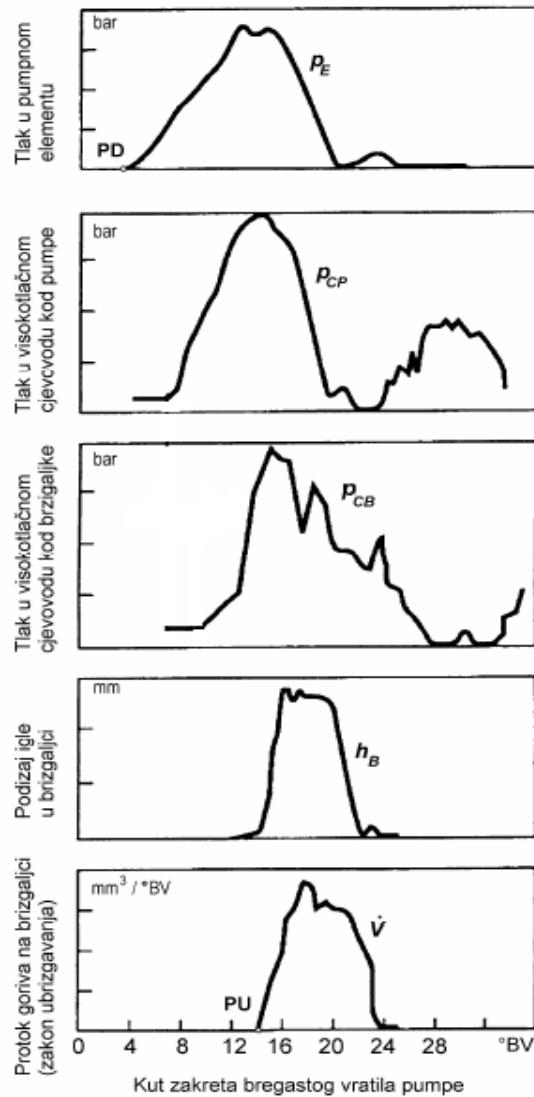 Tlak u pumpnom
elementu
bar
p_E
PD
Tlak u visokotlačnom
cjevcvodu kod pumpe
bar
p_CP
Tlak u visokotlačnom
cjevovodu kod brzigaljke
bar
p_CB
Podizaj igle
u brizgaljci
mm
h_B
Protok goriva na brizgaljci
(zakon ubrizgavanja)
mm³ / °BV
V̇
PU
0 4 8 12 16 20 24 28 °BV
Kut zakreta bregastog vratila pumpe